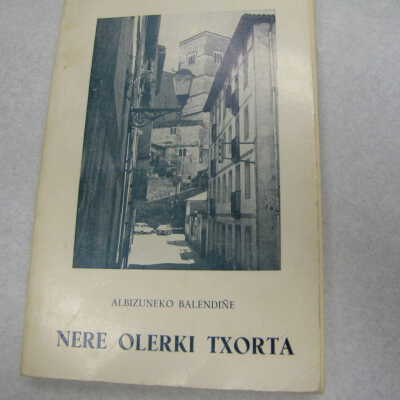 ALBIZUNEKO BALENDIÑE
NERE OLERKI TXORTA